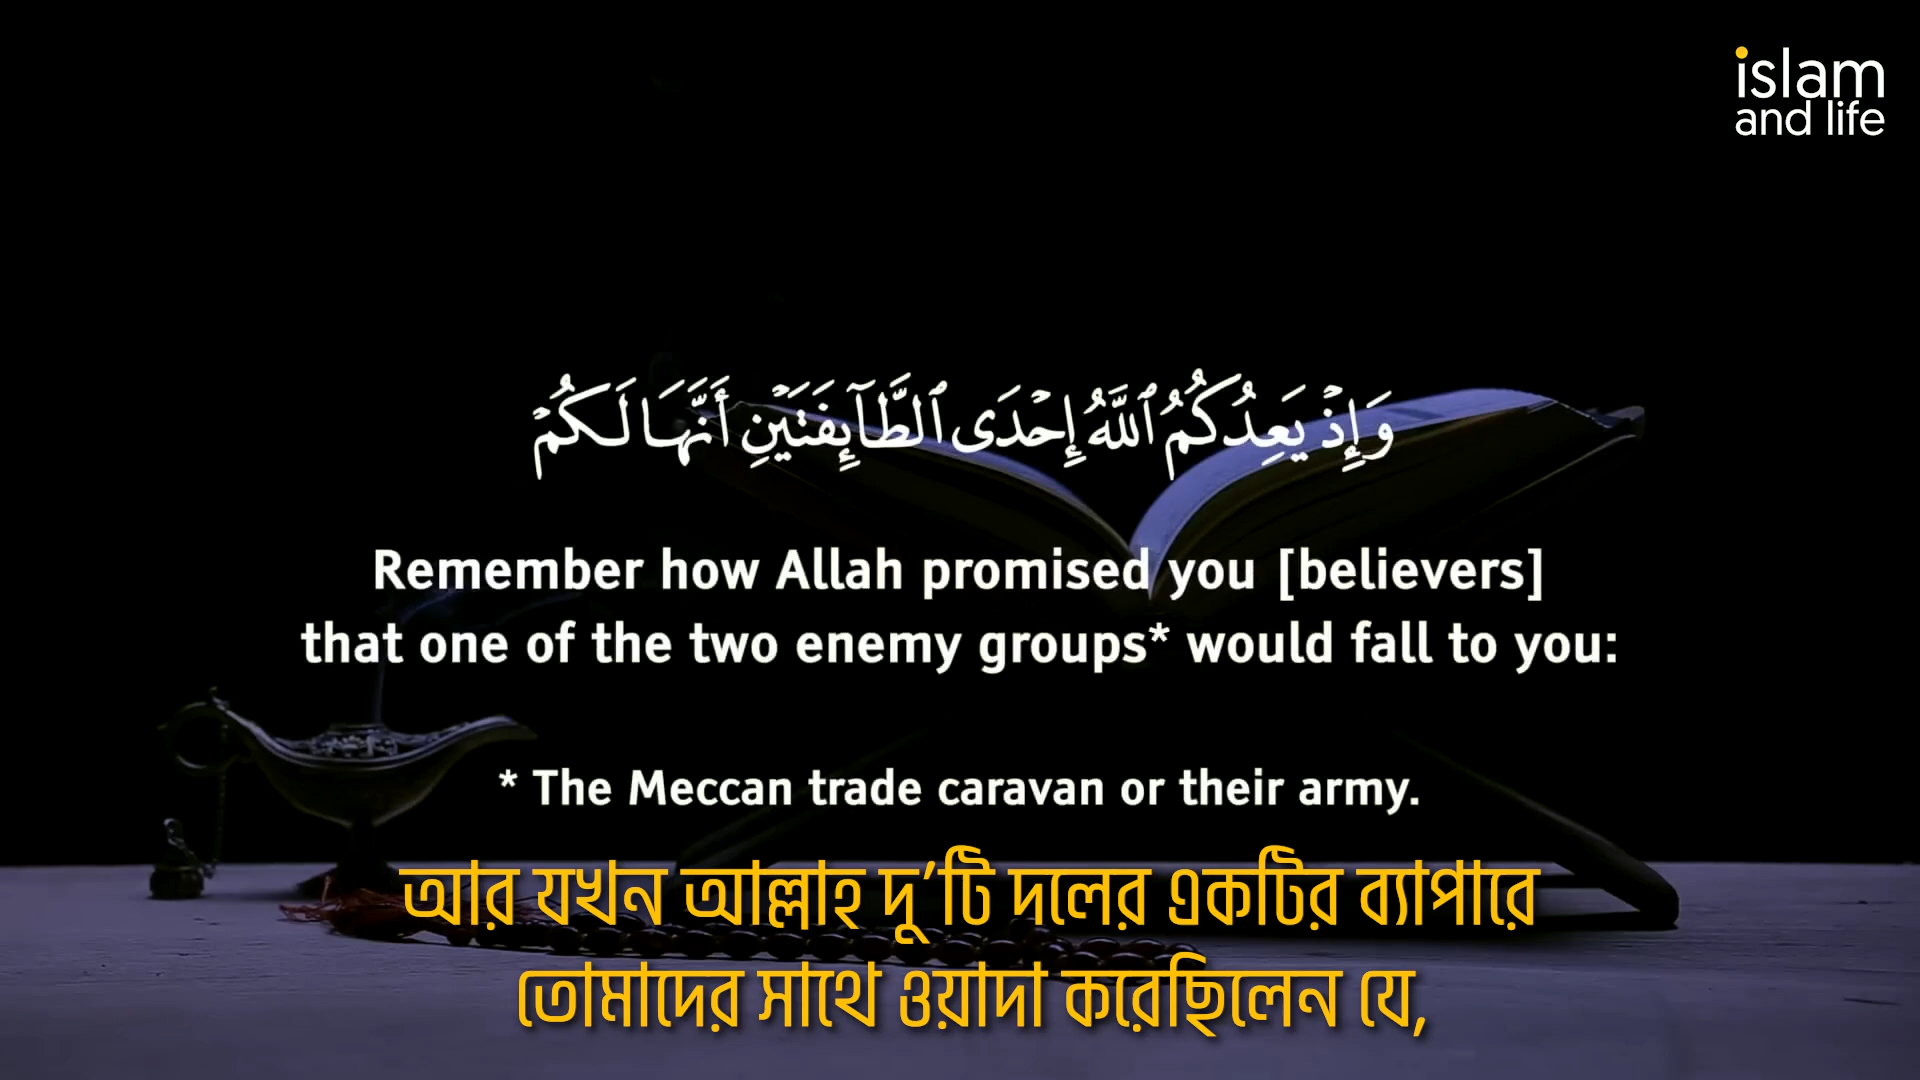 islam
and life
وَإِذْ يَعِدُكُمُ ٱللَّهُ إِحْدَى ٱلطَّآئِفَتَيْنِ أَنَّهَا لَكُمْ
Remember how Allah promised you [believers]
that one of the two enemy groups* would fall to you:
* The Meccan trade caravan or their army.
আর যখন আল্লাহ দু’টি দলের একটির ব্যাপারে
তোমাদের সাথে ওয়াদা করেছিলেন যে,